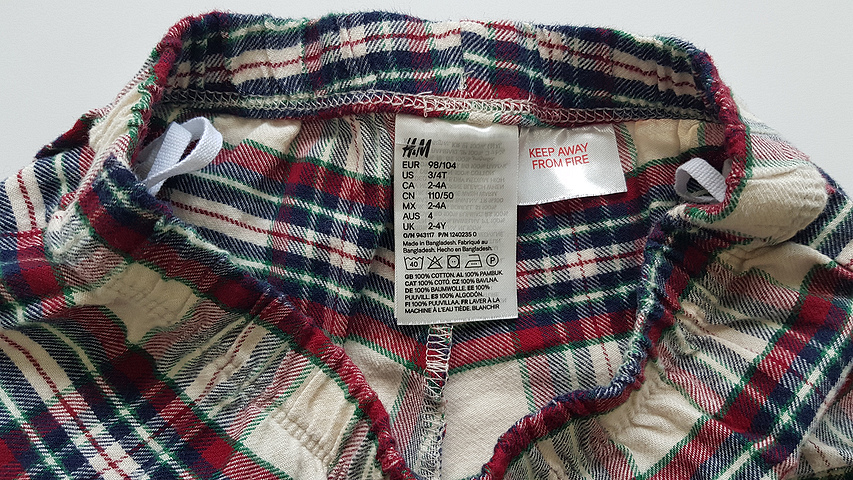 H&M
EUR 98/104
US 3/4T
CA 2-4A
CN 110/50
MX 2-4A
AUS 4
UK 2-4Y
O/N 943117 P/N 1240235 0
Made in Bangladesh. Fabriqué au
Bangladesh. Hecho en Bangladesh.
40 P
GB 100% COTTON. AL 100% PAMBUK.
CAT 100% COTÓ. CZ 100% BAVLNA.
DE 100% BAUMWOLLE. EE 100%
PUUVILL. ES 100% ALGODÓN.
FI 100% PUUVILLAA. FR LAVER À LA
MACHINE À L'EAU TIÈDE. BLANCHIR
KEEP AWAY
FROM FIRE